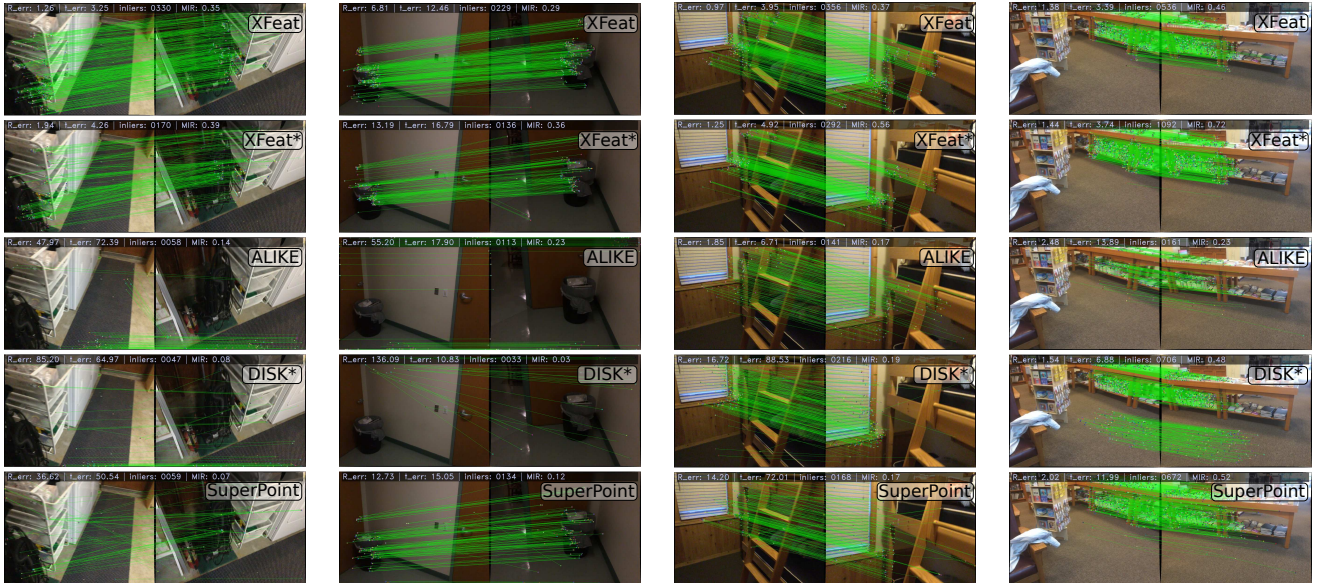 R_err: 1.26 | t_err: 3.25 | inliers: 0330 | MIR: 0.35
XFeat
R_err: 6.81 | t_err: 12.46 | inliers: 0229 | MIR: 0.29
XFeat
R_err: 0.97 | t_err: 3.95 | inliers: 0356 | MIR: 0.37
XFeat
R_err: 1.38 | t_err: 3.39 | inliers: 0536 | MIR: 0.46
XFeat
R_err: 1.94 | t_err: 4.26 | inliers: 0170 | MIR: 0.39
XFeat*
R_err: 13.19 | t_err: 16.79 | inliers: 0136 | MIR: 0.36
XFeat*
R_err: 1.25 | t_err: 4.92 | inliers: 0292 | MIR: 0.56
XFeat*
R_err: 1.44 | t_err: 3.74 | inliers: 1092 | MIR: 0.72
XFeat*
R_err: 47.97 | t_err: 72.39 | inliers: 0058 | MIR: 0.14
ALIKE
R_err: 55.20 | t_err: 17.90 | inliers: 0113 | MIR: 0.23
ALIKE
R_err: 1.85 | t_err: 6.71 | inliers: 0141 | MIR: 0.17
ALIKE
R_err: 2.48 | t_err: 13.89 | inliers: 0161 | MIR: 0.23
ALIKE
R_err: 85.20 | t_err: 64.97 | inliers: 0047 | MIR: 0.08
DISK*
R_err: 136.09 | t_err: 10.83 | inliers: 0033 | MIR: 0.03
DISK*
R_err: 16.72 | t_err: 88.53 | inliers: 0216 | MIR: 0.19
DISK*
R_err: 1.54 | t_err: 6.88 | inliers: 0706 | MIR: 0.48
DISK*
R_err: 36.62 | t_err: 50.54 | inliers: 0059 | MIR: 0.07
SuperPoint
R_err: 12.73 | t_err: 15.05 | inliers: 0134 | MIR: 0.12
SuperPoint
R_err: 14.20 | t_err: 72.01 | inliers: 0168 | MIR: 0.17
SuperPoint
R_err: 2.02 | t_err: 11.99 | inliers: 0672 | MIR: 0.52
SuperPoint